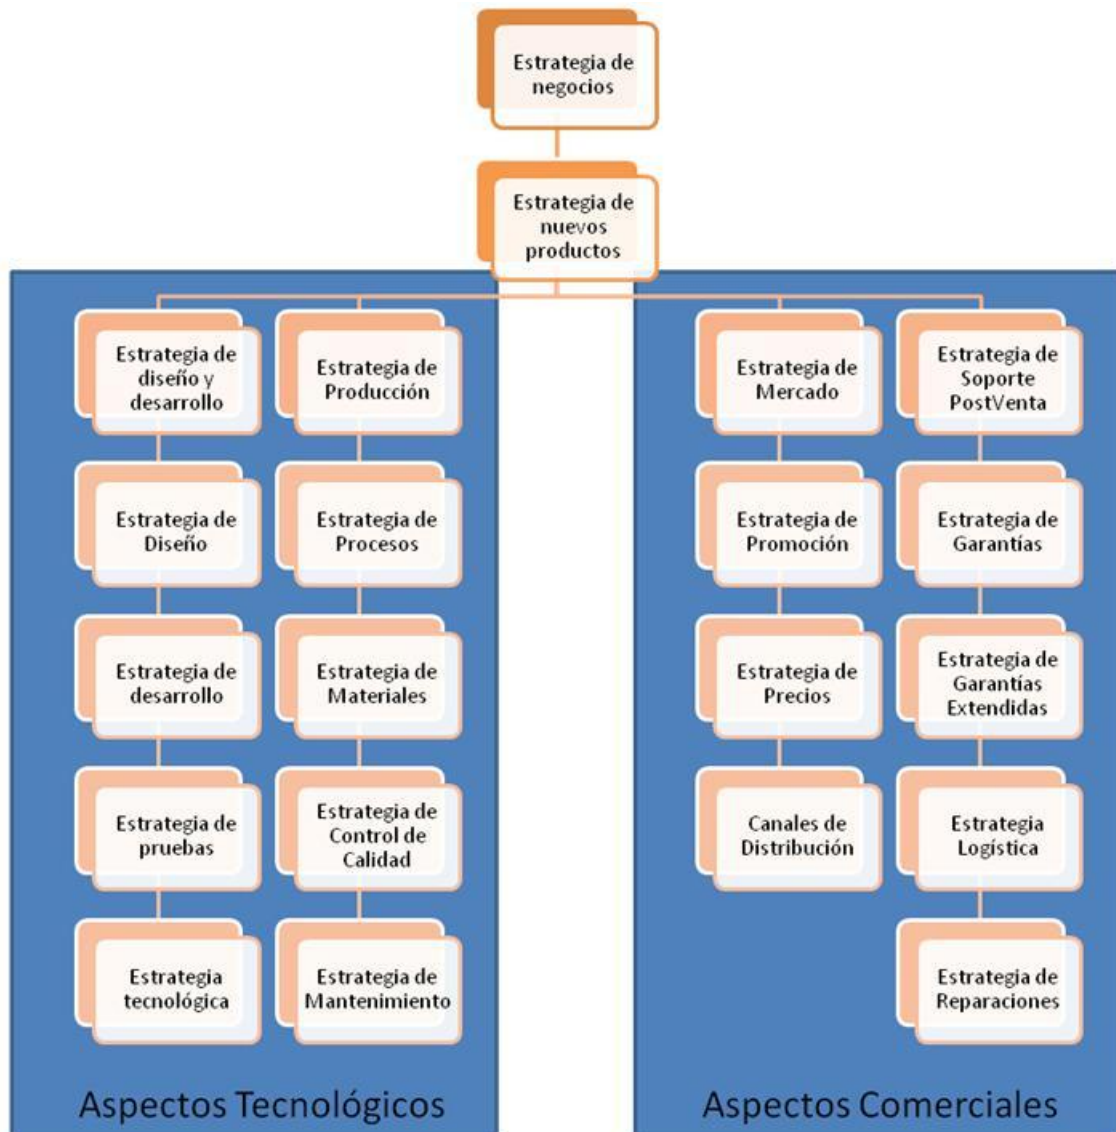 Estrategia de
negocios
Estrategia de
nuevos
productos
Estrategia de
diseño y
desarrollo
Estrategia de
Diseño
Estrategia de
desarrollo
Estrategia de
pruebas
Estrategia
tecnológica
Estrategia de
Producción
Estrategia de
Procesos
Estrategia de
Materiales
Estrategia de
Control de
Calidad
Estrategia de
Mantenimiento
Aspectos Tecnológicos
Estrategia de
Mercado
Estrategia de
Promoción
Estrategia de
Precios
Canales de
Distribución
Estrategia de
Soporte
PostVenta
Estrategia de
Garantías
Estrategia de
Garantías
Extendidas
Estrategia
Logística
Estrategia de
Reparaciones
Aspectos Comerciales